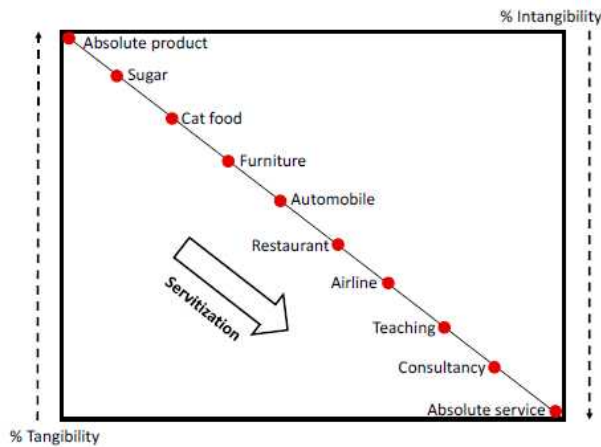 % Intangibility
Absolute product
Sugar
Cat food
Furniture
Automobile
Restaurant
Airline
Servitization
Teaching
Consultancy
Absolute service
% Tangibility